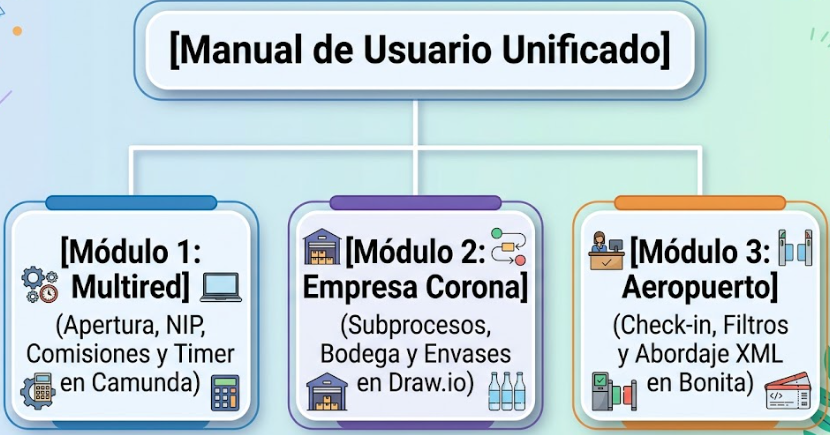 [Manual de Usuario Unificado]
[Módulo 1:
Multired]
(Apertura, NIP,
Comisiones y Timer
en Camunda)
[Módulo 2:
Empresa Corona]
(Subprocesos,
Bodega y Envases
en Draw.io)
[Módulo 3:
Aeropuerto]
(Check-in, Filtros
y Abordaje XML
en Bonita)